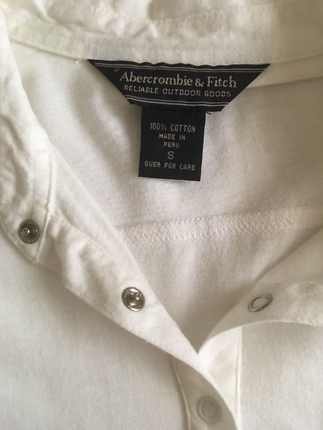 Abercrombie & Fitch
RELIABLE OUTDOOR GOODS
100% COTTON
MADE IN
PERU
S
OVER FOR CARE